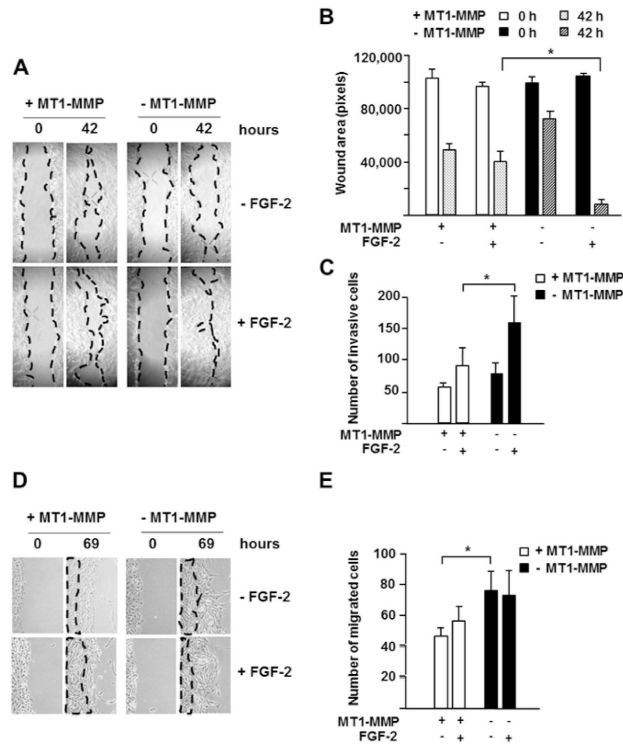 A
+ MT1-MMP - MT1-MMP
0 42 0 42 hours
- FGF-2
+ FGF-2
B
+ MT1-MMP 0 h 42 h
- MT1-MMP 0 h 42 h
*
120,000
80,000
40,000
Wound area (pixels)
MT1-MMP + + - -
FGF-2 - + - +
C
+ MT1-MMP
- MT1-MMP
*
200
150
100
50
Number of invasive cells
MT1-MMP + + - -
FGF-2 - + - +
D
+ MT1-MMP - MT1-MMP
0 69 0 69 hours
- FGF-2
+ FGF-2
E
+ MT1-MMP
- MT1-MMP
*
100
80
60
40
20
Number of migrated cells
MT1-MMP + + - -
FGF-2 - + - +